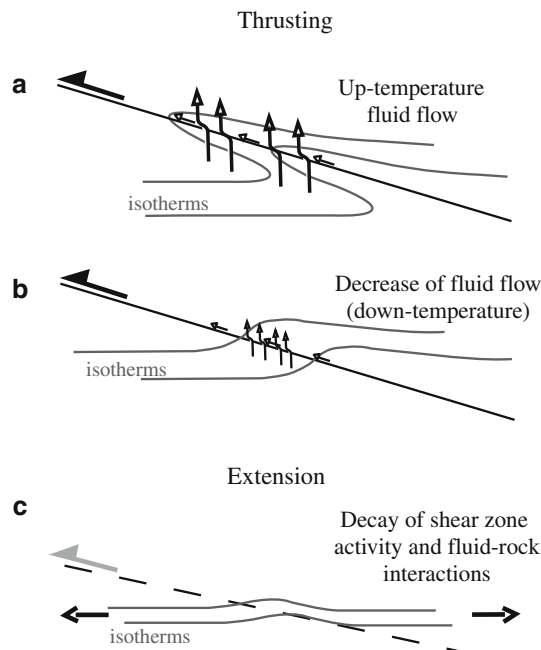 Thrusting
a
Up-temperature
fluid flow
isotherms
b
Decrease of fluid flow
(down-temperature)
isotherms
Extension
c
Decay of shear zone
activity and fluid-rock
interactions
isotherms